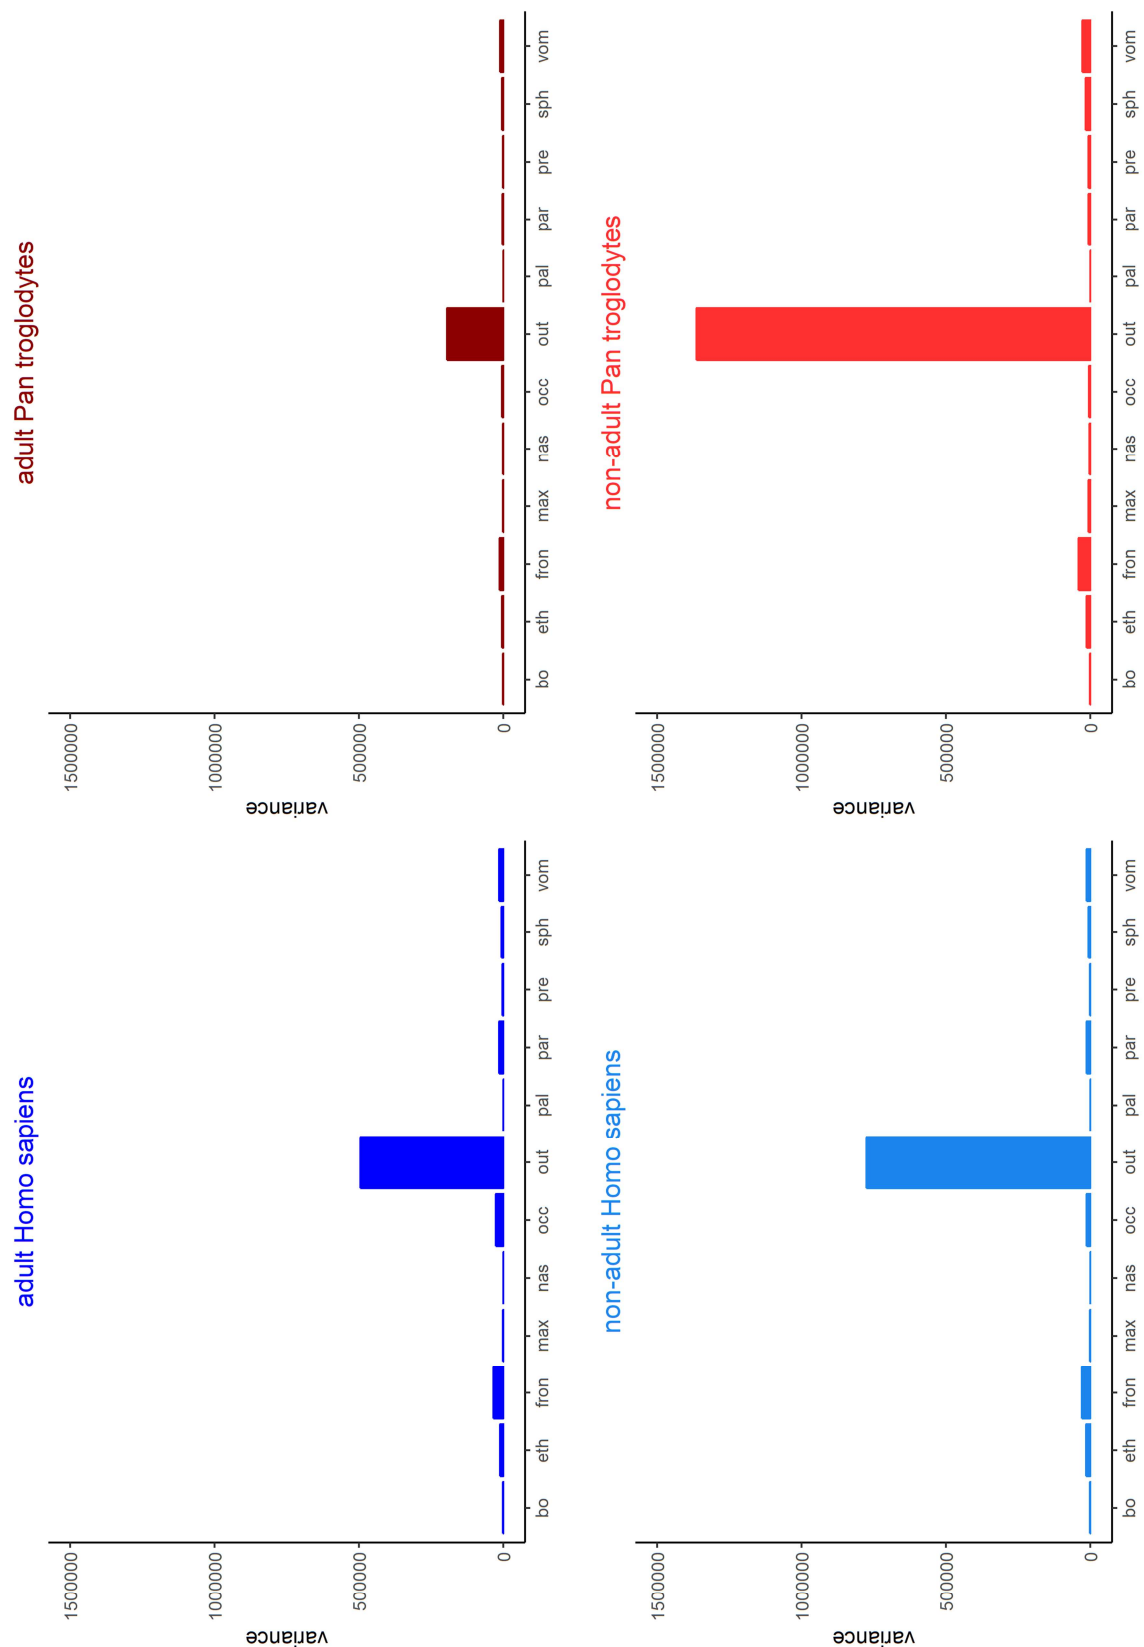 adult Homo sapiens
variance
1500000
1000000
500000
0
bo eth fron max nas occ out pal par pre sph vom
adult Pan troglodytes
variance
1500000
1000000
500000
0
bo eth fron max nas occ out pal par pre sph vom
non-adult Homo sapiens
variance
1500000
1000000
500000
0
bo eth fron max nas occ out pal par pre sph vom
non-adult Pan troglodytes
variance
1500000
1000000
500000
0
bo eth fron max nas occ out pal par pre sph vom